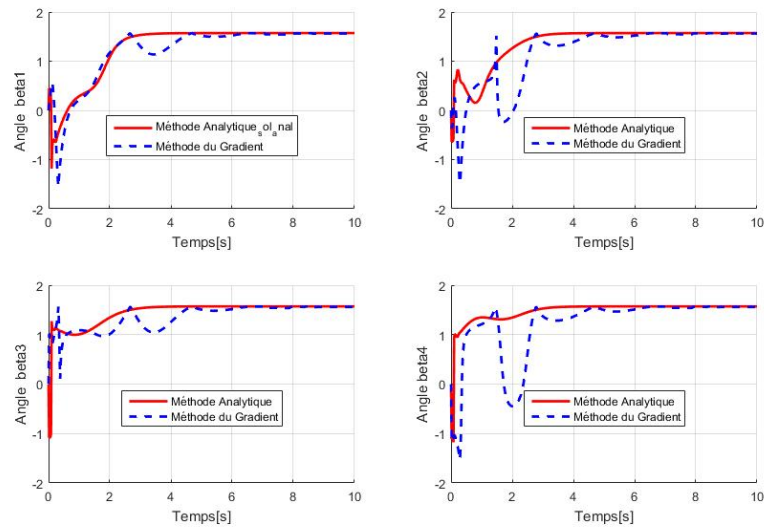 2
1
0
-1
-2
Angle beta1
Méthode Analytique_sol_anal
Méthode du Gradient
0 2 4 6 8 10
Temps[s]
2
1
0
-1
-2
Angle beta2
Méthode Analytique
Méthode du Gradient
0 2 4 6 8 10
Temps[s]
2
1
0
-1
-2
Angle beta3
Méthode Analytique
Méthode du Gradient
0 2 4 6 8 10
Temps[s]
2
1
0
-1
-2
Angle beta4
Méthode Analytique
Méthode du Gradient
0 2 4 6 8 10
Temps[s]